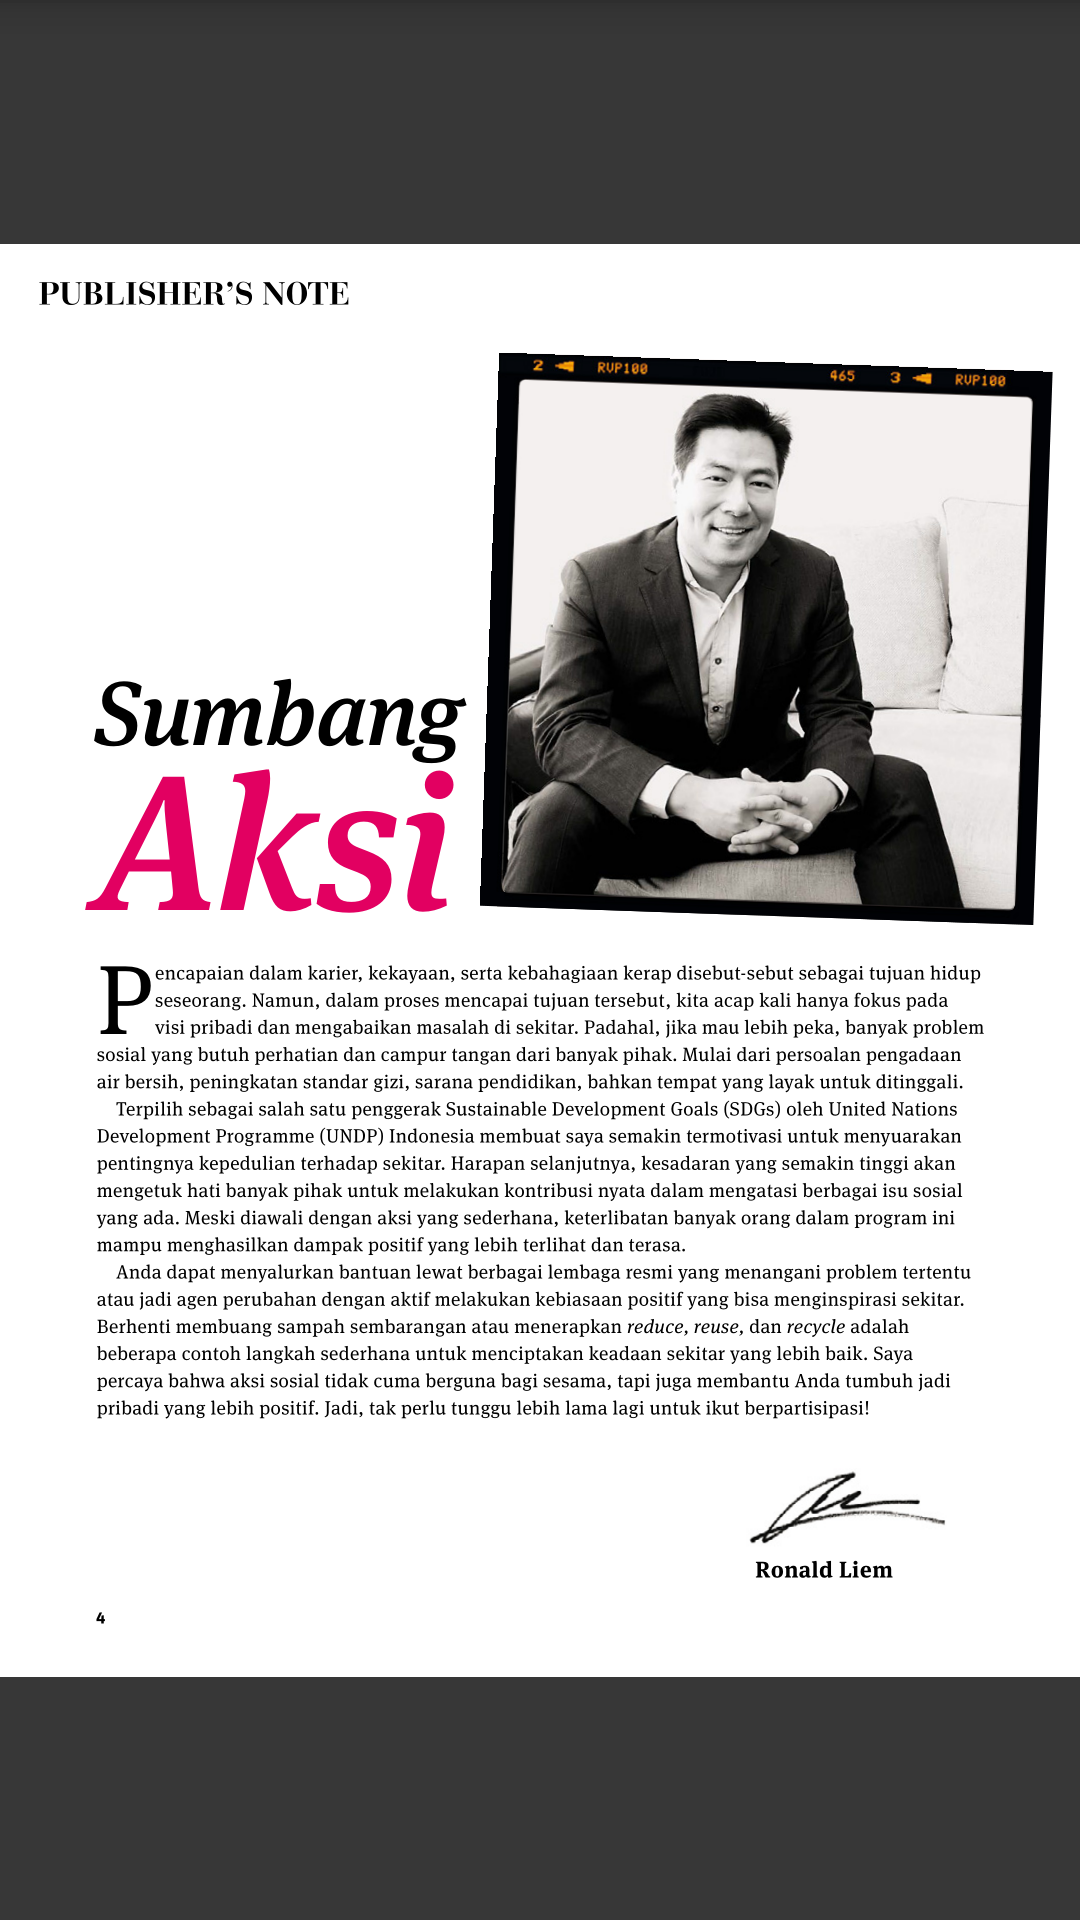 PUBLISHER’S NOTE
2 RVP100 465 3 RVP100
Sumbang
Aksi
Pencapaian dalam karier, kekayaan, serta kebahagiaan kerap disebut-sebut sebagai tujuan hidup
seseorang. Namun, dalam proses mencapai tujuan tersebut, kita acap kali hanya fokus pada
visi pribadi dan mengabaikan masalah di sekitar. Padahal, jika mau lebih peka, banyak problem
sosial yang butuh perhatian dan campur tangan dari banyak pihak. Mulai dari persoalan pengadaan
air bersih, peningkatan standar gizi, sarana pendidikan, bahkan tempat yang layak untuk ditinggali.
Terpilih sebagai salah satu penggerak Sustainable Development Goals (SDGs) oleh United Nations
Development Programme (UNDP) Indonesia membuat saya semakin termotivasi untuk menyuarakan
pentingnya kepedulian terhadap sekitar. Harapan selanjutnya, kesadaran yang semakin tinggi akan
mengetuk hati banyak pihak untuk melakukan kontribusi nyata dalam mengatasi berbagai isu sosial
yang ada. Meski diawali dengan aksi yang sederhana, keterlibatan banyak orang dalam program ini
mampu menghasilkan dampak positif yang lebih terlihat dan terasa.
Anda dapat menyalurkan bantuan lewat berbagai lembaga resmi yang menangani problem tertentu
atau jadi agen perubahan dengan aktif melakukan kebiasaan positif yang bisa menginspirasi sekitar.
Berhenti membuang sampah sembarangan atau menerapkan reduce, reuse, dan recycle adalah
beberapa contoh langkah sederhana untuk menciptakan keadaan sekitar yang lebih baik. Saya
percaya bahwa aksi sosial tidak cuma berguna bagi sesama, tapi juga membantu Anda tumbuh jadi
pribadi yang lebih positif. Jadi, tak perlu tunggu lebih lama lagi untuk ikut berpartisipasi!
Ronald Liem
4